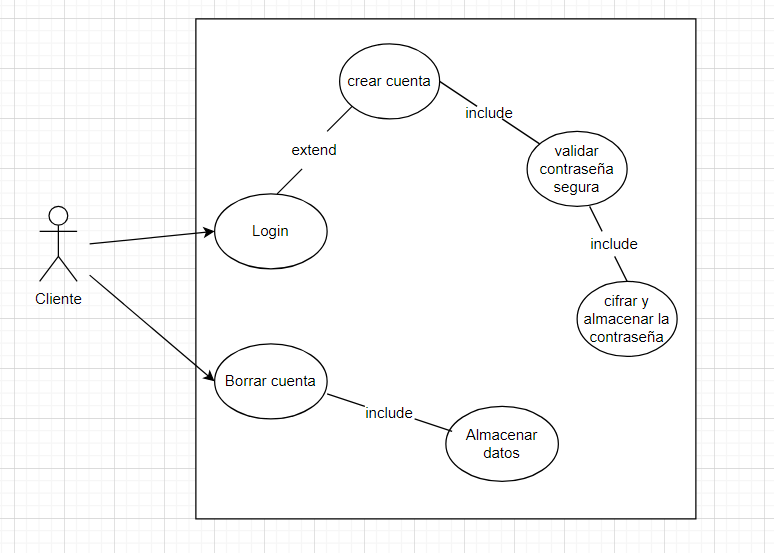 crear cuenta
include
extend
validar
contraseña
segura
Login
include
Cliente
cifrar y
almacenar la
contraseña
Borrar cuenta
include
Almacenar
datos